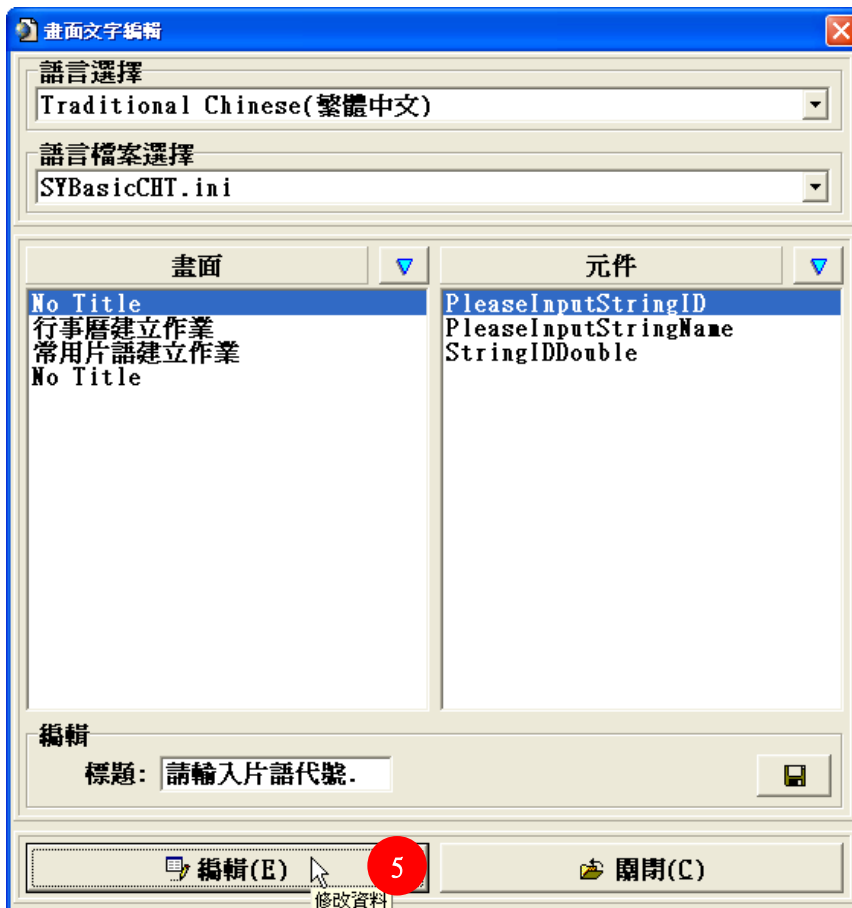 畫面文字編輯
語言選擇
Traditional Chinese(繁體中文)
語言檔案選擇
SYBasicCHT.ini
畫面
元件
No Title
行事曆建立作業
常用片語建立作業
No Title
PleaseInputStringID
PleaseInputStringName
StringIDDouble
編輯
標題: 請輸入片語代號.
編輯(E)
5
關閉(C)
修改資料